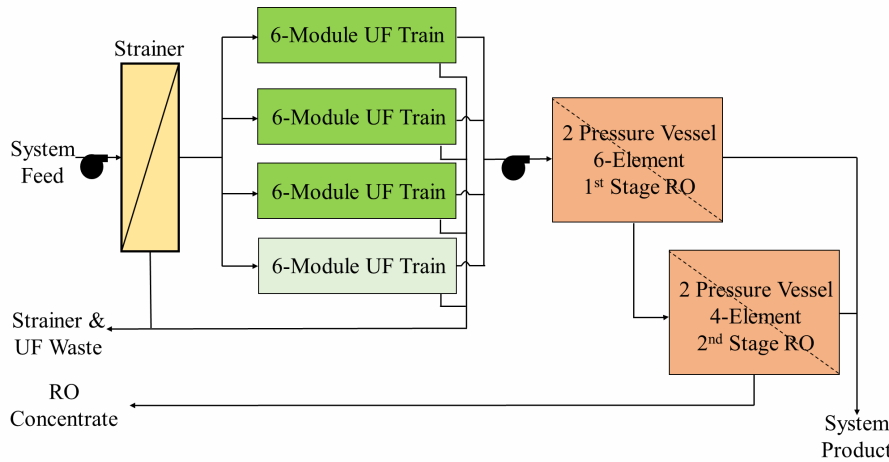 Strainer
6-Module UF Train
6-Module UF Train
6-Module UF Train
6-Module UF Train
System
Feed
2 Pressure Vessel
6-Element
1st Stage RO
2 Pressure Vessel
4-Element
2nd Stage RO
Strainer &
UF Waste
RO
Concentrate
System
Product